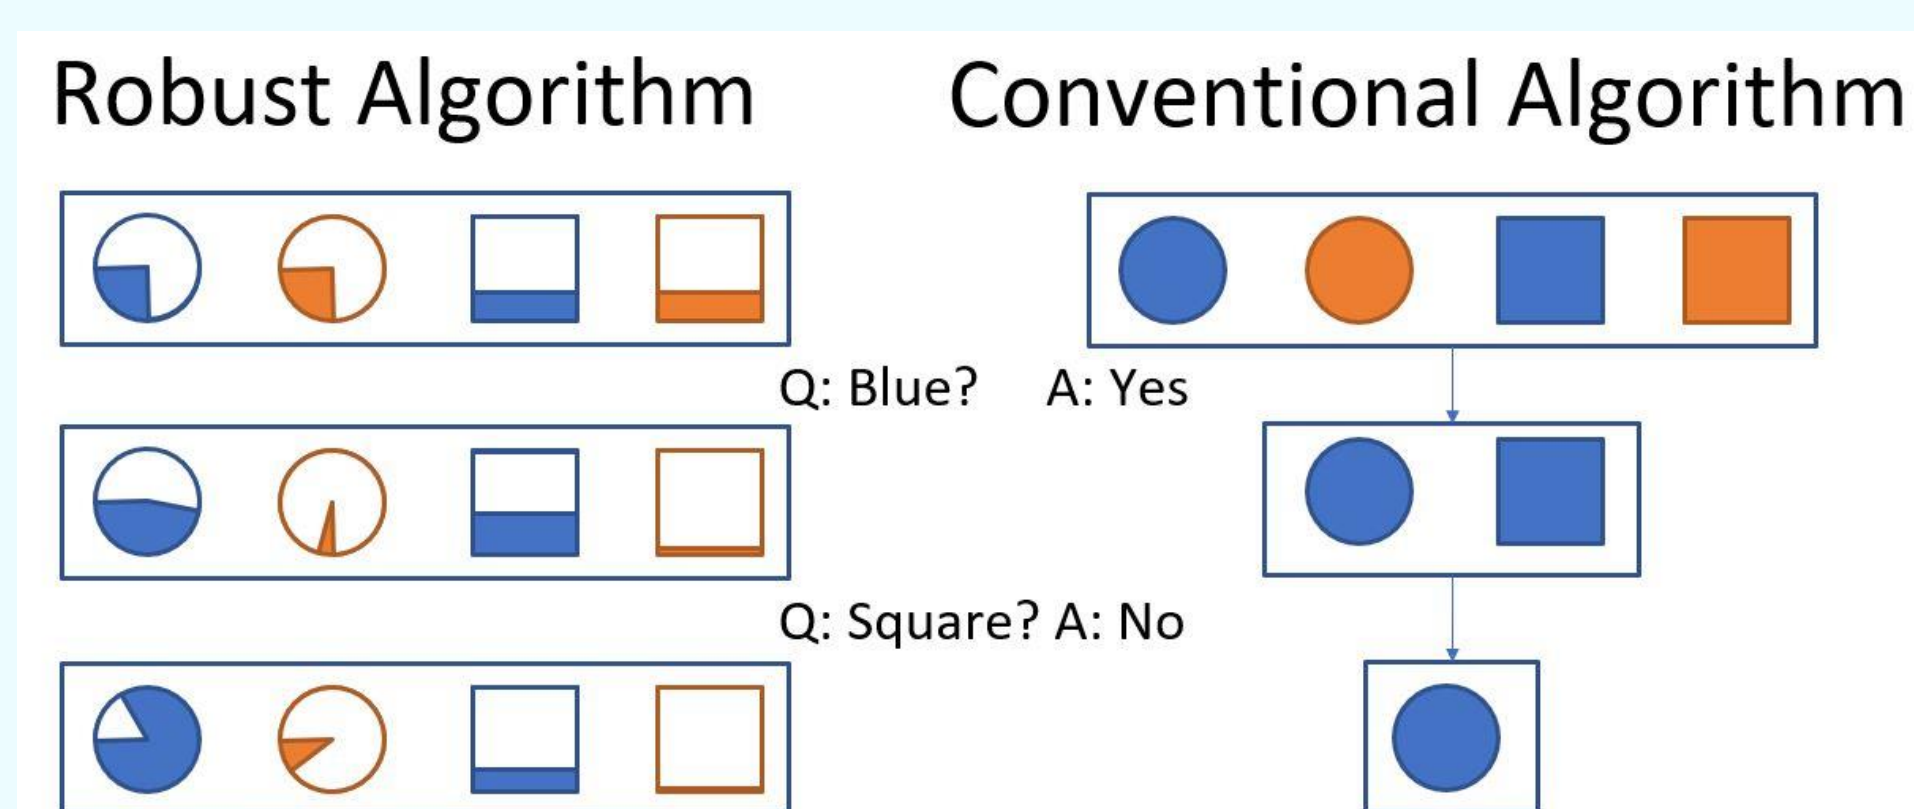 Robust Algorithm
Conventional Algorithm
Q: Blue? A: Yes
Q: Square? A: No